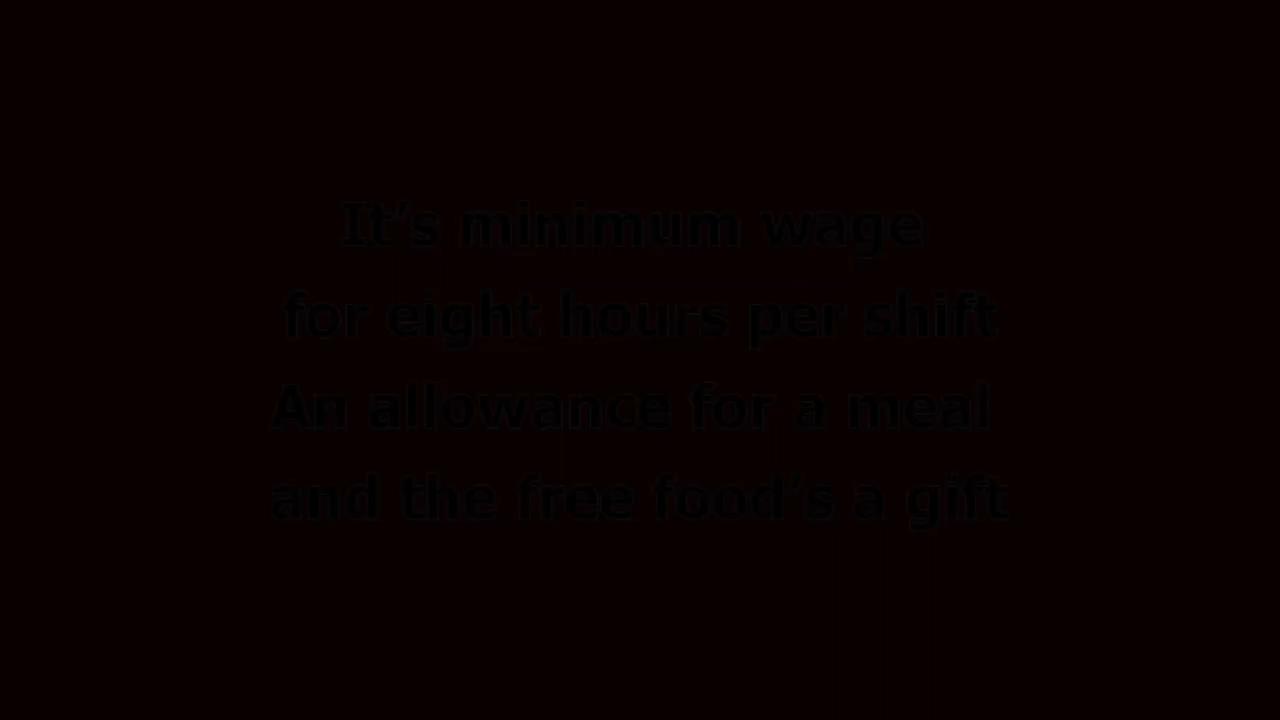 It’s minimum wage
for eight hours per shift
An allowance for a meal
and the free food’s a gift